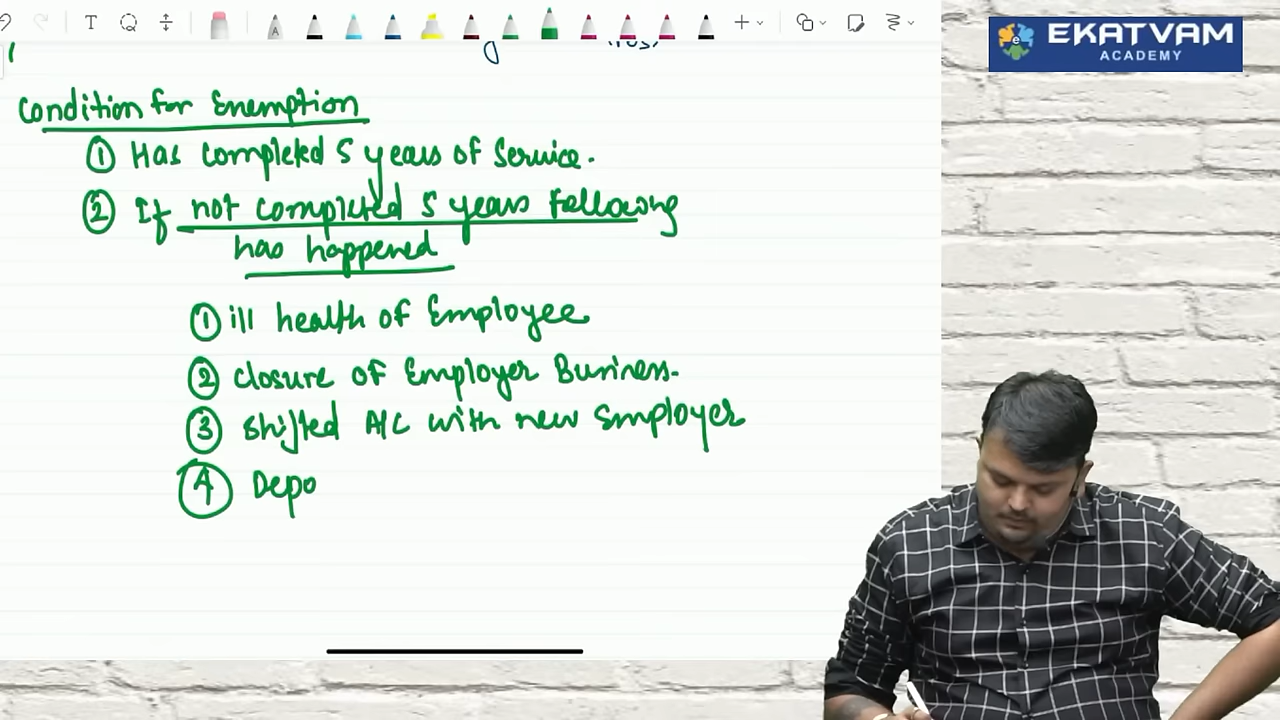 EKATVAM
ACADEMY
Condition for Exemption
① Has completed 5 years of Service.
② If not completed 5 years following
has happened
① ill health of Employee
② closure of Employer Business.
③ shifted A/C with new Employer
④ Depo